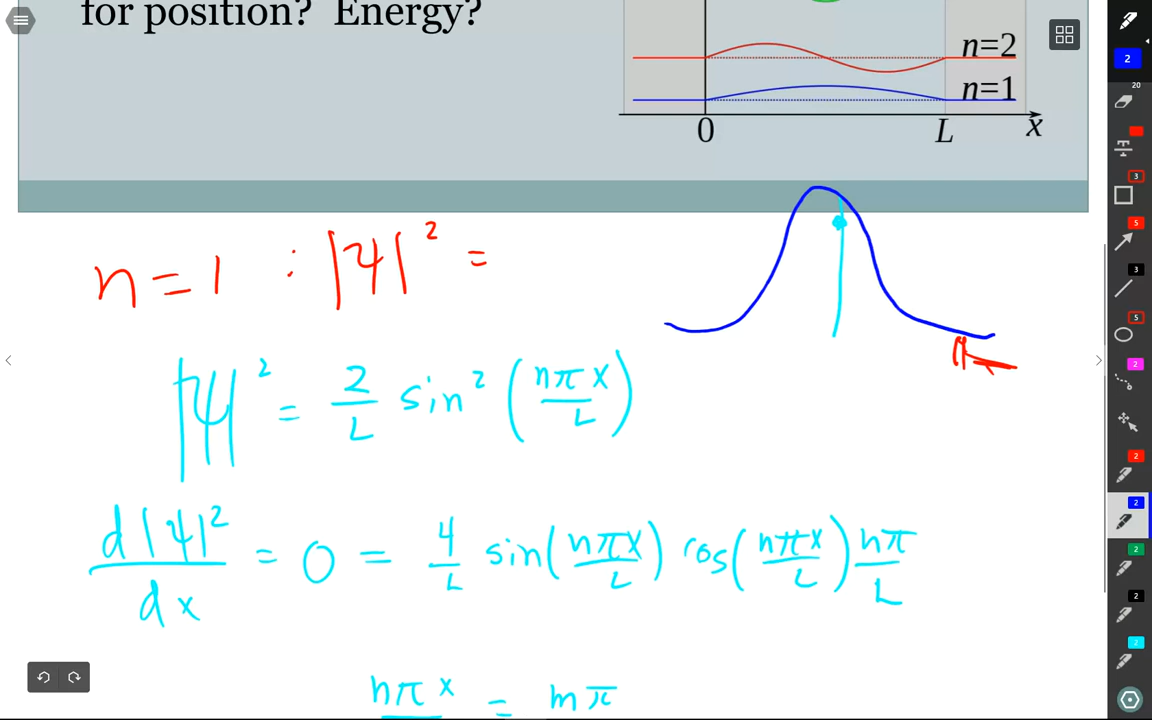 for position? Energy?
n=2
n=1
0 L x
n = 1 : |ψ|² =
|ψ|² = 2/L sin² (nπx/L)
d|ψ|²/dx = 0 = 4/L sin(nπx/L) cos(nπx/L) nπ/L
nπx = mπ